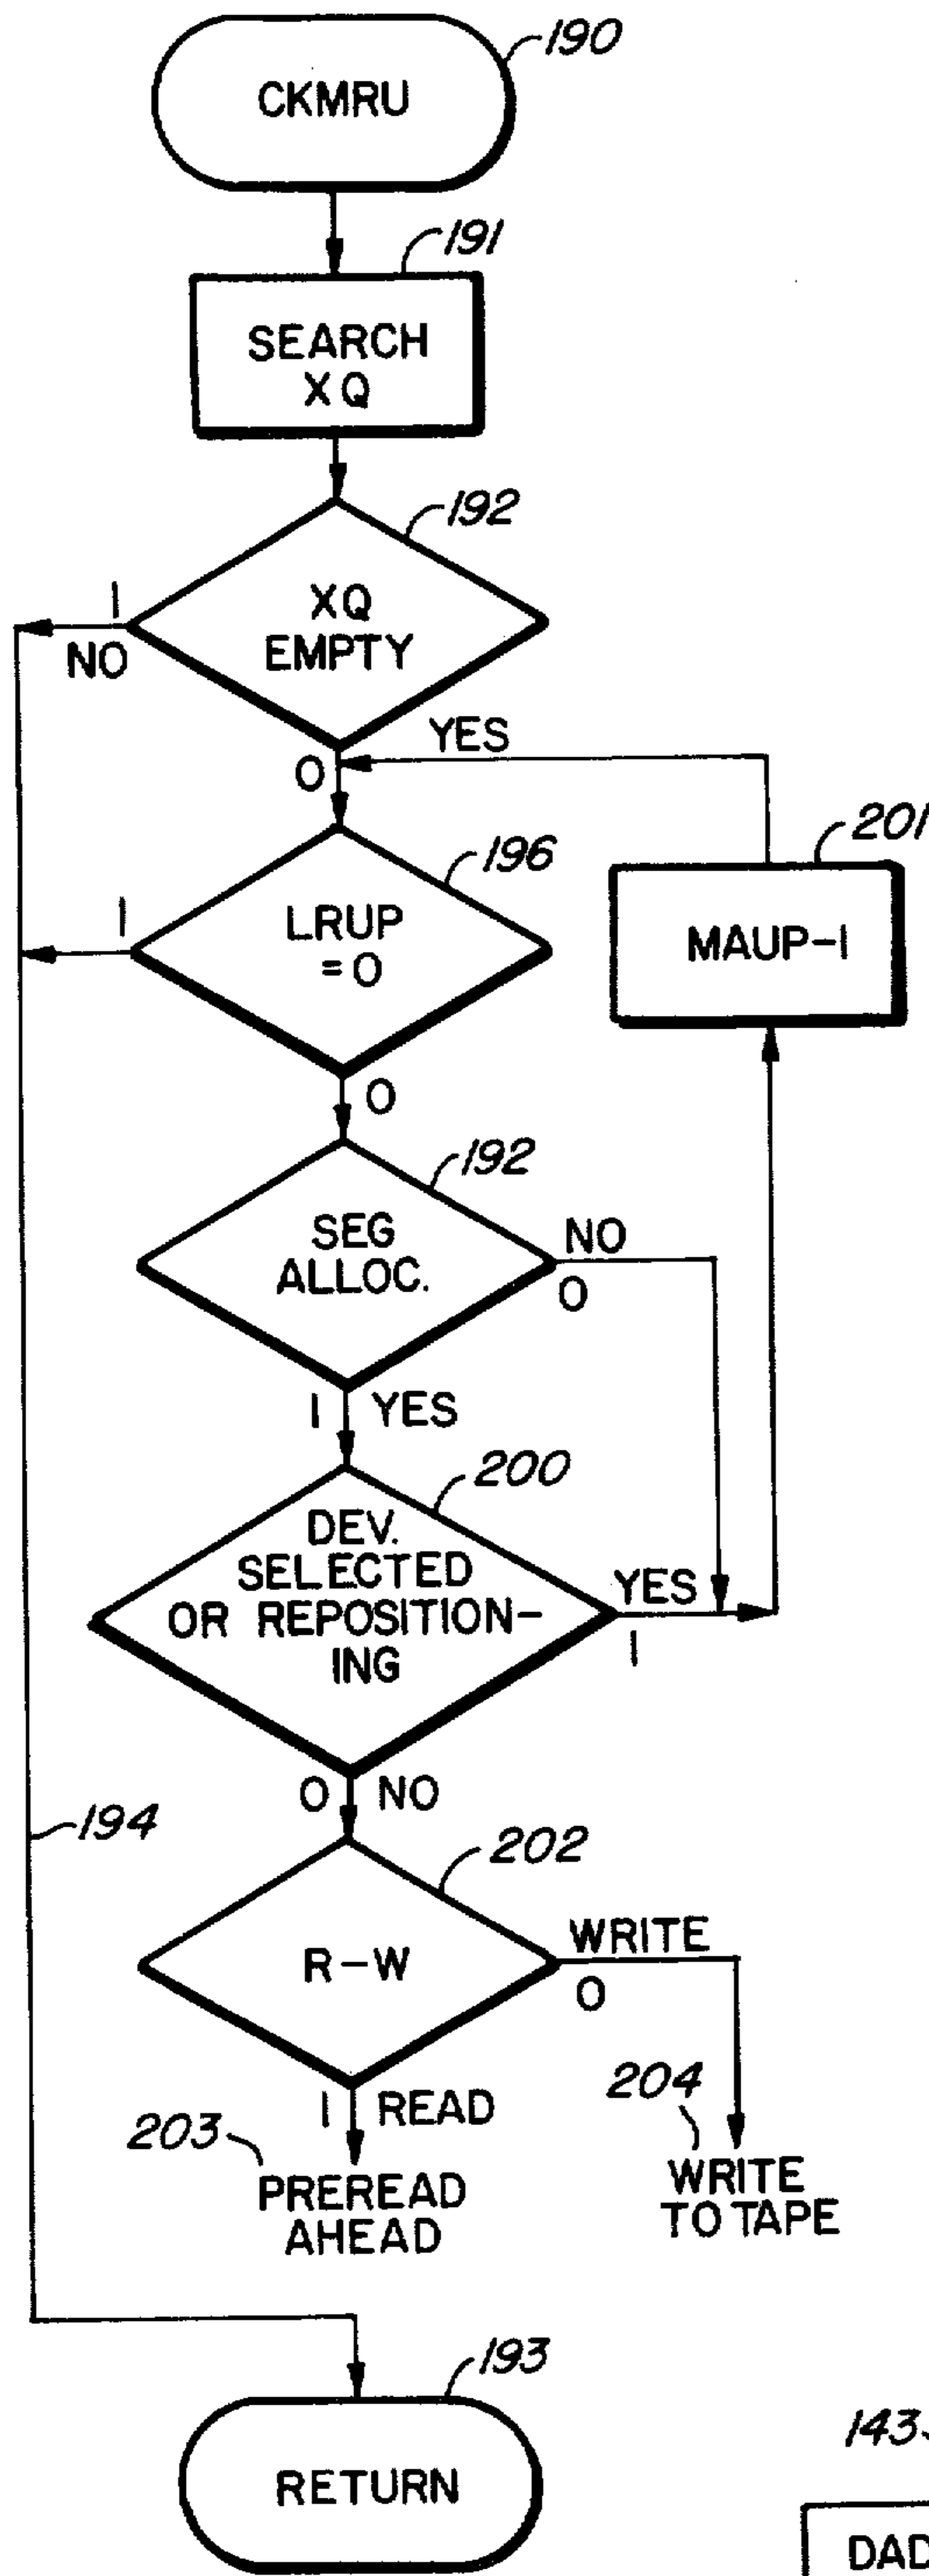 190
CKMRU
191
SEARCH
XQ
192
XQ
EMPTY
1
NO
YES
0
201
196
LRUP
=0
1
MAUP-1
0
192
SEG
ALLOC.
NO
0
1 YES
200
DEV.
SELECTED
OR REPOSITION-
ING
YES
1
0 NO
194
202
R-W
WRITE
0
1 READ
203
204
PREREAD
AHEAD
WRITE
TO TAPE
193
RETURN
143
DAD